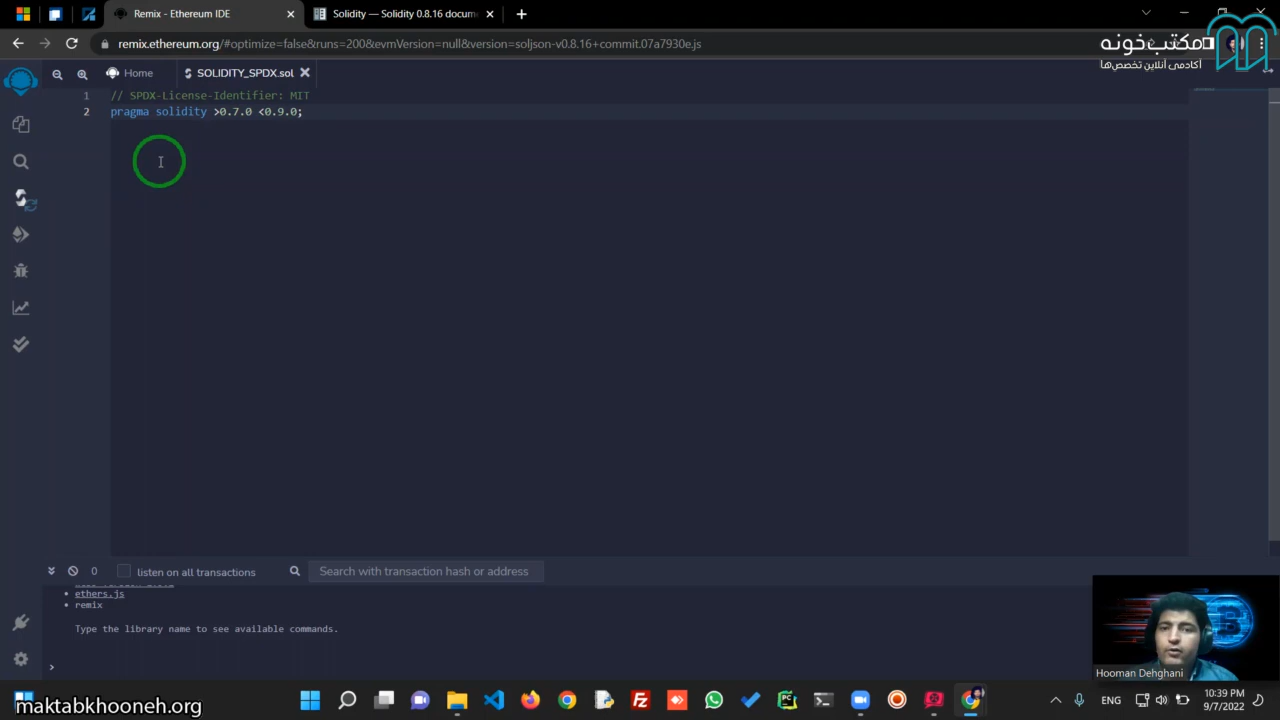 Remix - Ethereum IDE
Solidity — Solidity 0.8.16 docum
remix.ethereum.org/#optimize=false&runs=200&evmVersion=null&version=soljson-v0.8.16+commit.07a7930e.js
مکتب‌خونه
آکادمی آنلاین تخصص‌ها
Home
SOLIDITY_SPDX.sol
1 // SPDX-License-Identifier: MIT
2 pragma solidity >0.7.0 <0.9.0;
0
listen on all transactions
Search with transaction hash or address
ethers.js
remix
Type the library name to see available commands.
>
Hooman Dehghani
maktabkhooneh.org
ENG
10:39 PM
9/7/2022